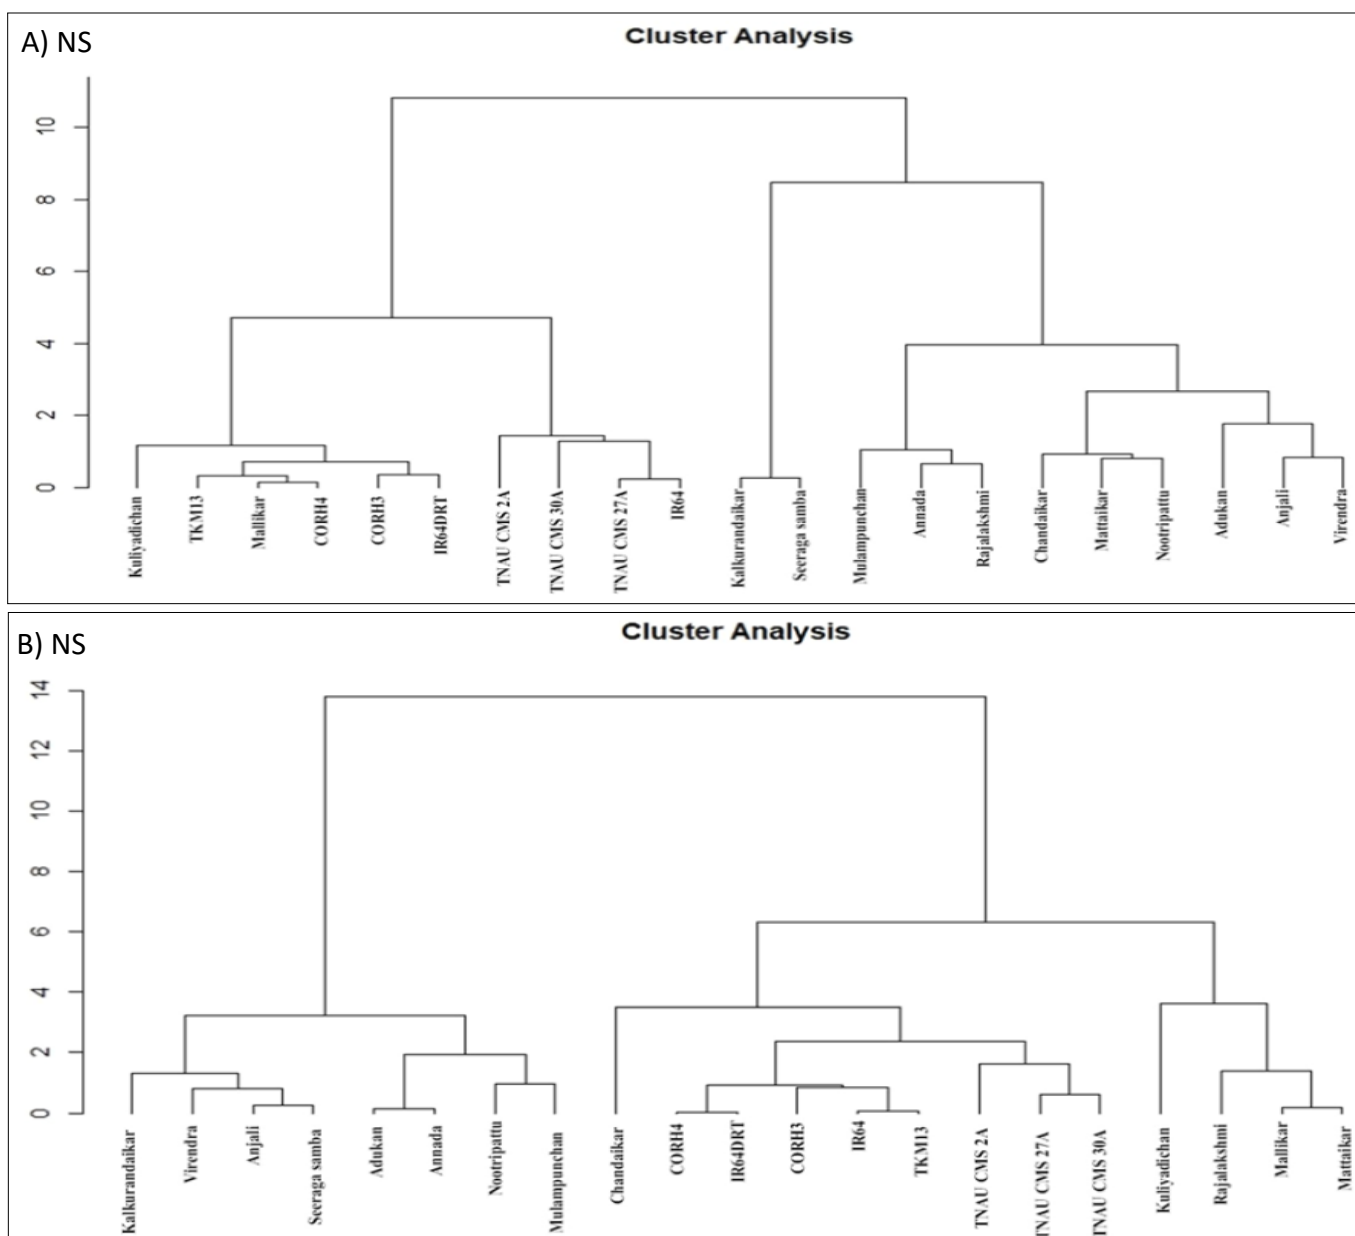 A) NS
Cluster Analysis
10
8
6
4
2
0
Kuliyadichan
TKM13
Mallikar
CORH4
CORH3
IR64DRT
TNAU CMS 2A
TNAU CMS 30A
TNAU CMS 27A
IR64
Kalkurandaikar
Seeraga samba
Mulampunchan
Annada
Rajalakshmi
Chandaikar
Mattaikar
Nootripattu
Adukan
Anjali
Virendra
B) NS
Cluster Analysis
14
12
10
8
6
4
2
0
Kalkurandaikar
Virendra
Anjali
Seeraga samba
Adukan
Annada
Nootripattu
Mulampunchan
Chandaikar
CORH4
IR64DRT
CORH3
IR64
TKM13
TNAU CMS 2A
TNAU CMS 27A
TNAU CMS 30A
Kuliyadichan
Rajalakshmi
Mallikar
Mattaikar